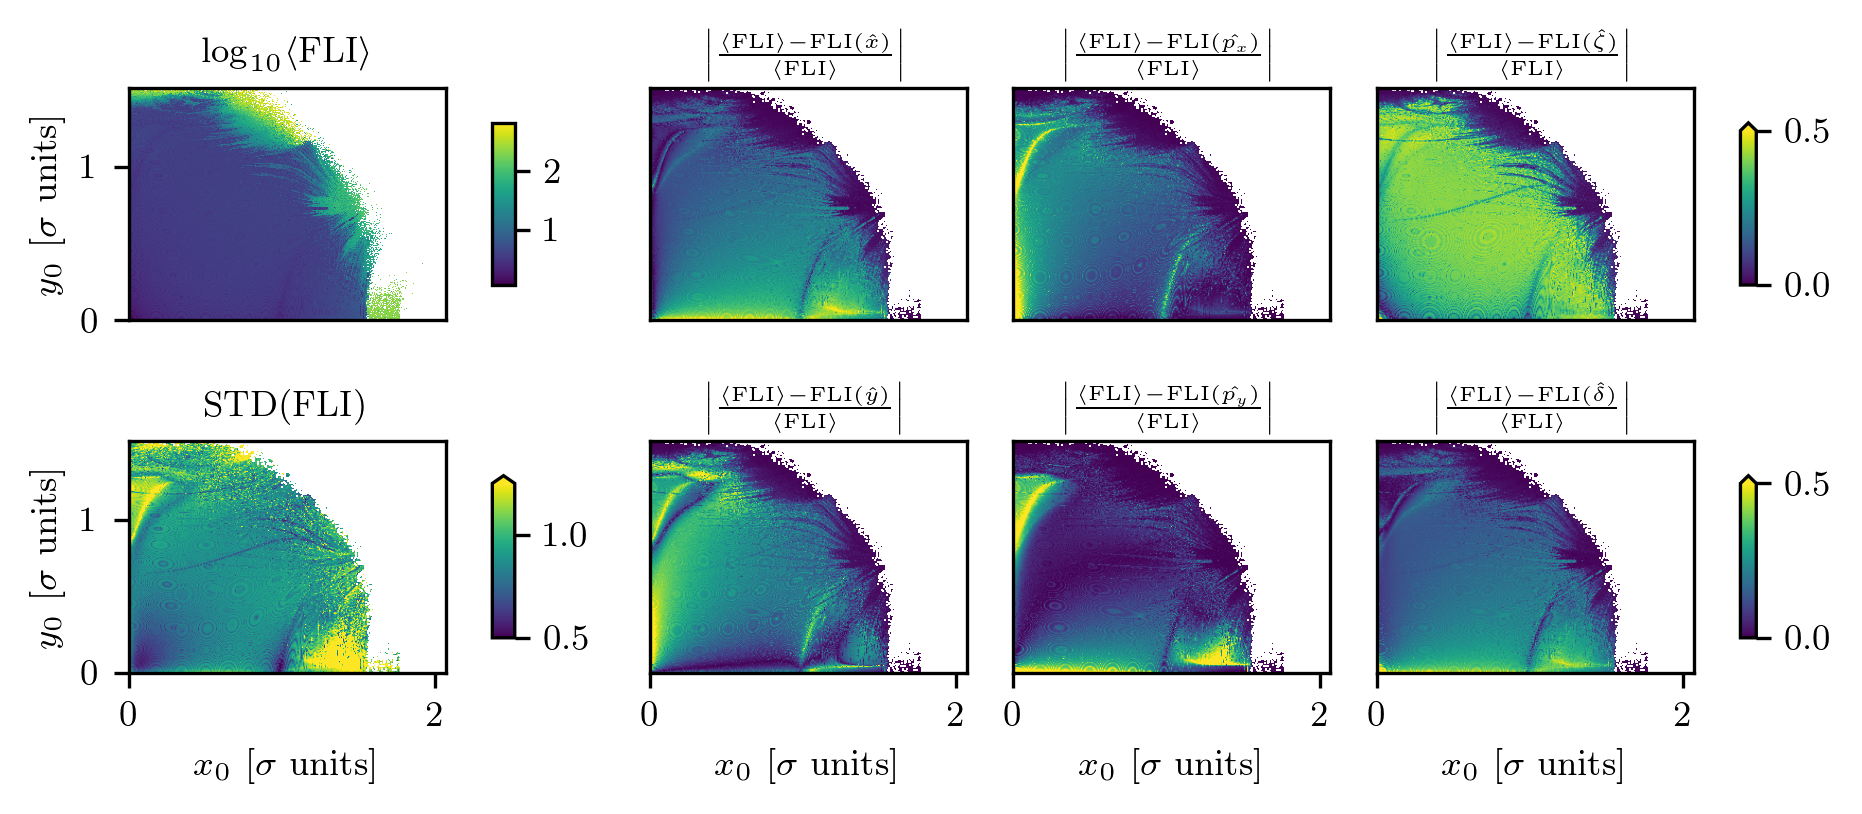 log₁₀⟨FLI⟩
|(⟨FLI⟩−FLI(x̂))/⟨FLI⟩|
|(⟨FLI⟩−FLI(p̂ₓ))/⟨FLI⟩|
|(⟨FLI⟩−FLI(ζ̂))/⟨FLI⟩|
y₀ [σ units]
1
0
2
1
0.5
0.0
STD(FLI)
|(⟨FLI⟩−FLI(ŷ))/⟨FLI⟩|
|(⟨FLI⟩−FLI(p̂_y))/⟨FLI⟩|
|(⟨FLI⟩−FLI(δ̂))/⟨FLI⟩|
y₀ [σ units]
1
0
1.0
0.5
0.5
0.0
0 2
0 2
0 2
0 2
x₀ [σ units]
x₀ [σ units]
x₀ [σ units]
x₀ [σ units]